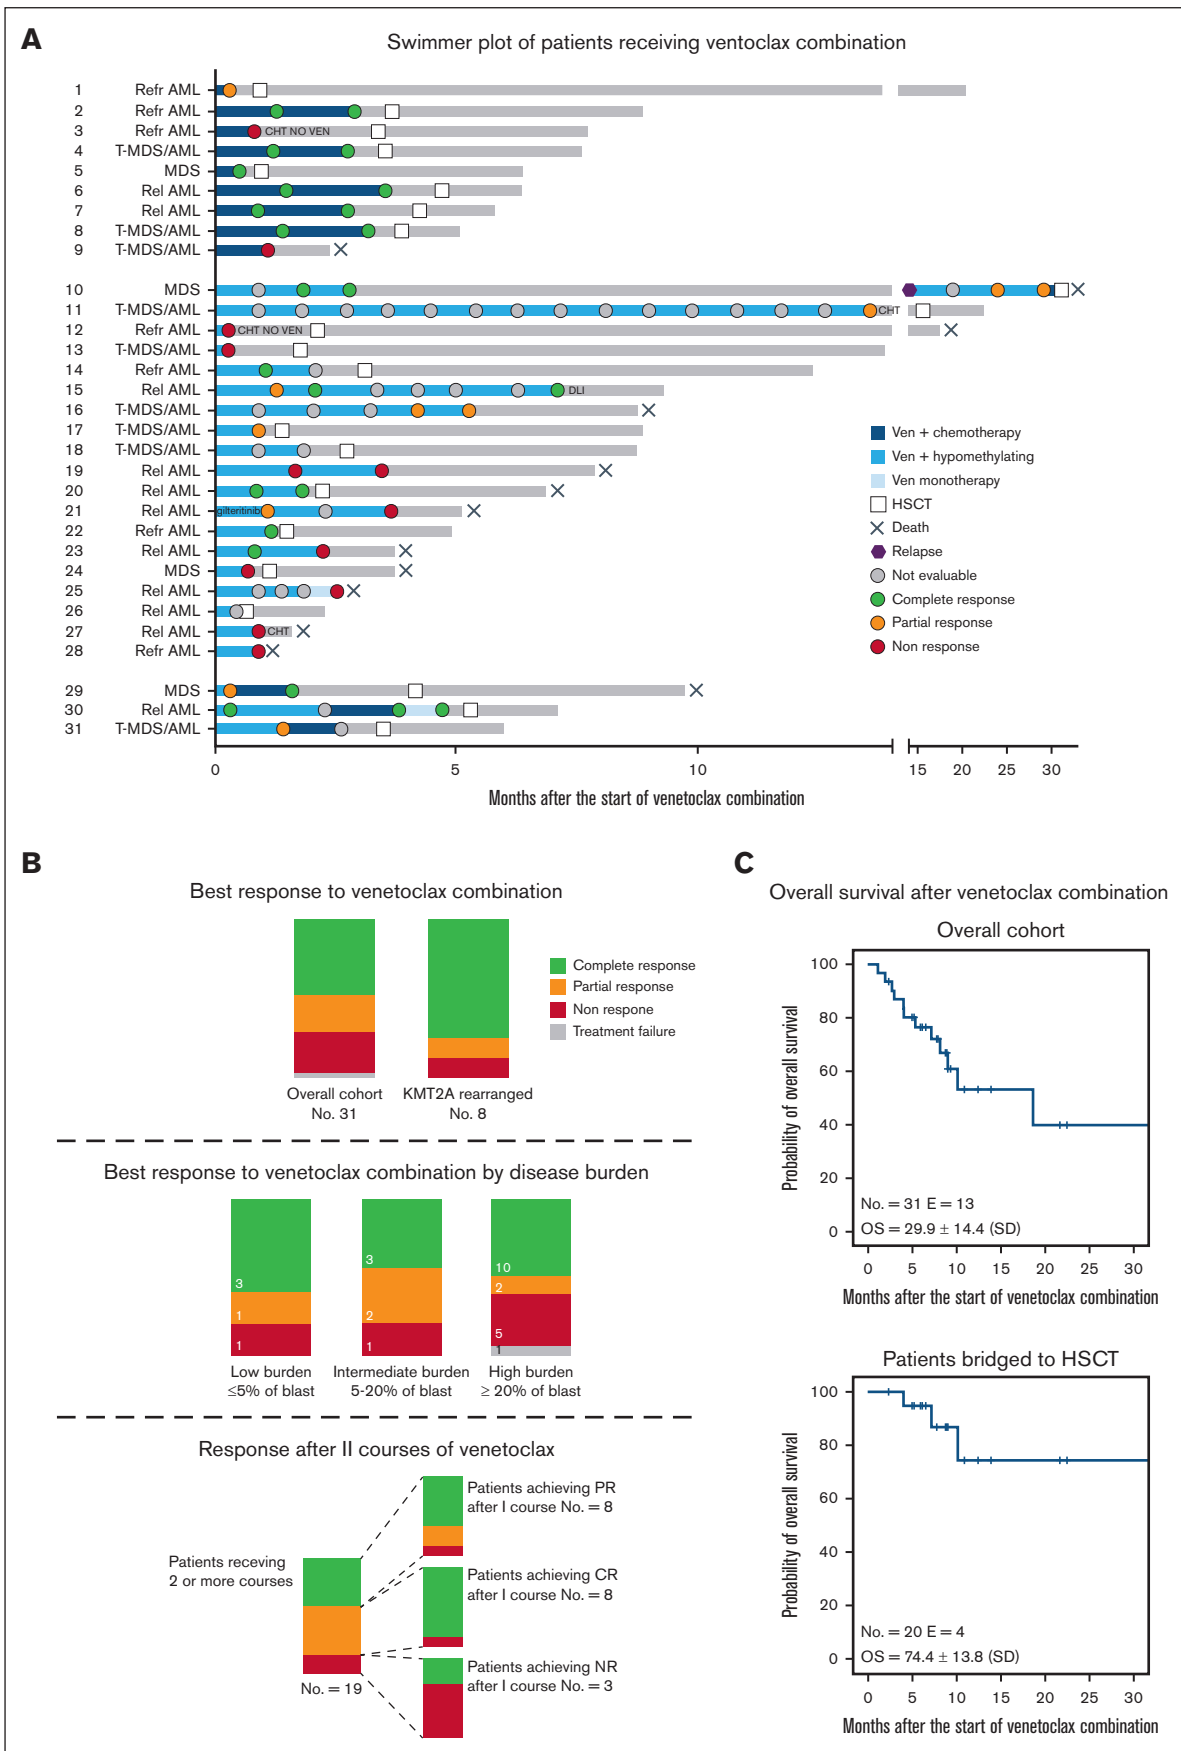 A
Swimmer plot of patients receiving ventoclax combination
1 Refr AML
2 Refr AML
3 Refr AML CHT NO VEN
4 T-MDS/AML
5 MDS
6 Rel AML
7 Rel AML
8 T-MDS/AML
9 T-MDS/AML
10 MDS
11 T-MDS/AML CHT
12 Refr AML CHT NO VEN
13 T-MDS/AML
14 Refr AML
15 Rel AML DLI
16 T-MDS/AML
17 T-MDS/AML
18 T-MDS/AML
19 Rel AML
20 Rel AML
21 Rel AML gilteritinib
22 Refr AML
23 Rel AML
24 MDS
25 Rel AML
26 Rel AML
27 Rel AML CHT
28 Refr AML
29 MDS
30 Rel AML
31 T-MDS/AML
Ven + chemotherapy
Ven + hypomethylating
Ven monotherapy
HSCT
Death
Relapse
Not evaluable
Complete response
Partial response
Non response
0 5 10 15 20 25 30
Months after the start of venetoclax combination
B
Best response to venetoclax combination
Complete response
Partial response
Non respone
Treatment failure
Overall cohort
No. 31
KMT2A rearranged
No. 8
Best response to venetoclax combination by disease burden
3
1
1
Low burden
≤5% of blast
3
2
1
Intermediate burden
5-20% of blast
10
2
5
1
High burden
≥ 20% of blast
Response after II courses of venetoclax
Patients receving
2 or more courses
No. = 19
Patients achieving PR
after I course No. = 8
Patients achieving CR
after I course No. = 8
Patients achieving NR
after I course No. = 3
C
Overall survival after venetoclax combination
Overall cohort
Probability of overall survival
100
80
60
40
20
0
No. = 31 E = 13
OS = 29.9 ± 14.4 (SD)
0 5 10 15 20 25 30
Months after the start of venetoclax combination
Patients bridged to HSCT
Probability of overall survival
100
80
60
40
20
0
No. = 20 E = 4
OS = 74.4 ± 13.8 (SD)
0 5 10 15 20 25 30
Months after the start of venetoclax combination